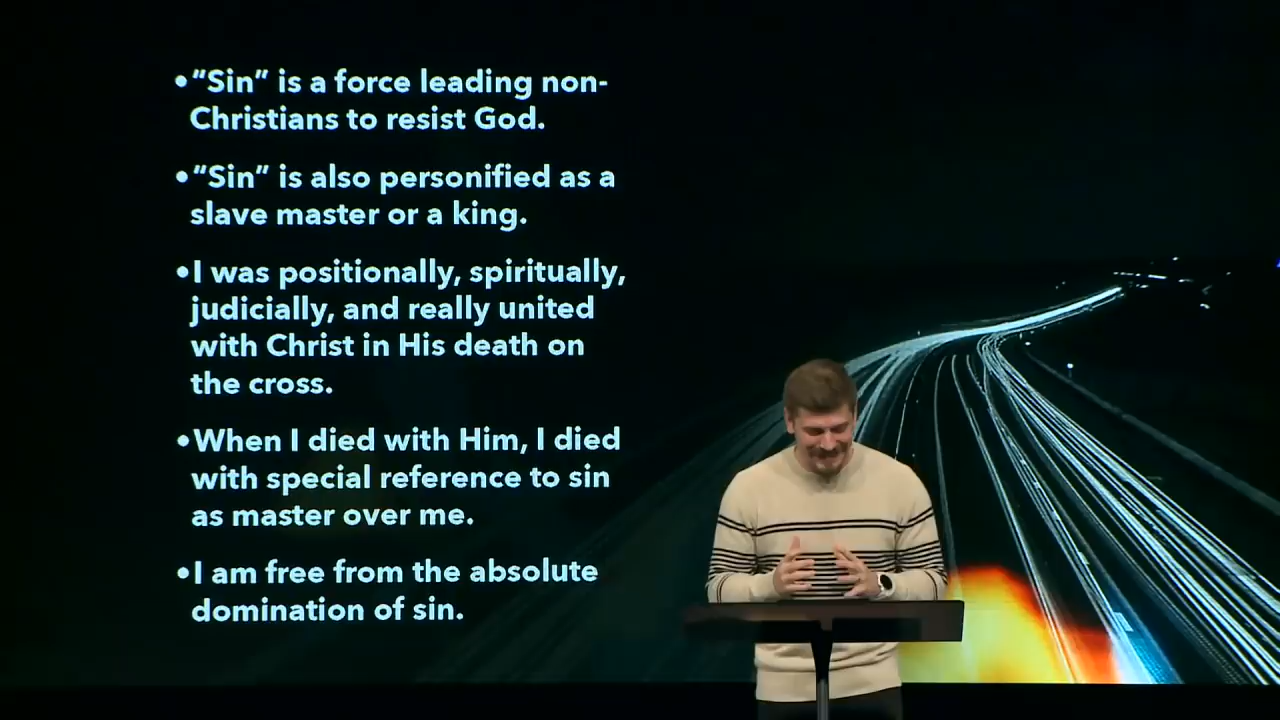 •“Sin” is a force leading non-
Christians to resist God.
•“Sin” is also personified as a
slave master or a king.
•I was positionally, spiritually,
judicially, and really united
with Christ in His death on
the cross.
•When I died with Him, I died
with special reference to sin
as master over me.
•I am free from the absolute
domination of sin.